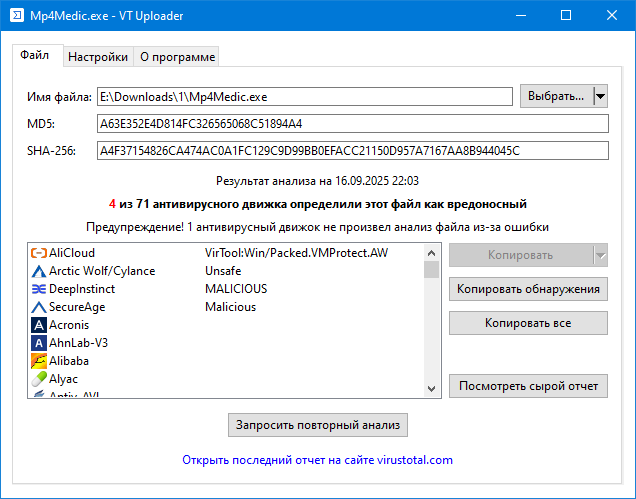 Mp4Medic.exe - VT Uploader
Файл Настройки О программе
Имя файла: E:\Downloads\1\Mp4Medic.exe Выбрать...
MD5: A63E352E4D814FC326565068C51894A4
SHA-256: A4F37154826CA474AC0A1FC129C9D99BB0EFACC21150D957A7167AA8B944045C
Результат анализа на 16.09.2025 22:03
4 из 71 антивирусного движка определили этот файл как вредоносный
Предупреждение! 1 антивирусный движок не произвел анализ файла из-за ошибки
AliCloud VirTool:Win/Packed.VMProtect.AW
Arctic Wolf/Cylance Unsafe
DeepInstinct MALICIOUS
SecureAge Malicious
Acronis
AhnLab-V3
Alibaba
Alyac
Antiy-AVL
Копировать
Копировать обнаружения
Копировать все
Посмотреть сырой отчет
Запросить повторный анализ
Открыть последний отчет на сайте virustotal.com